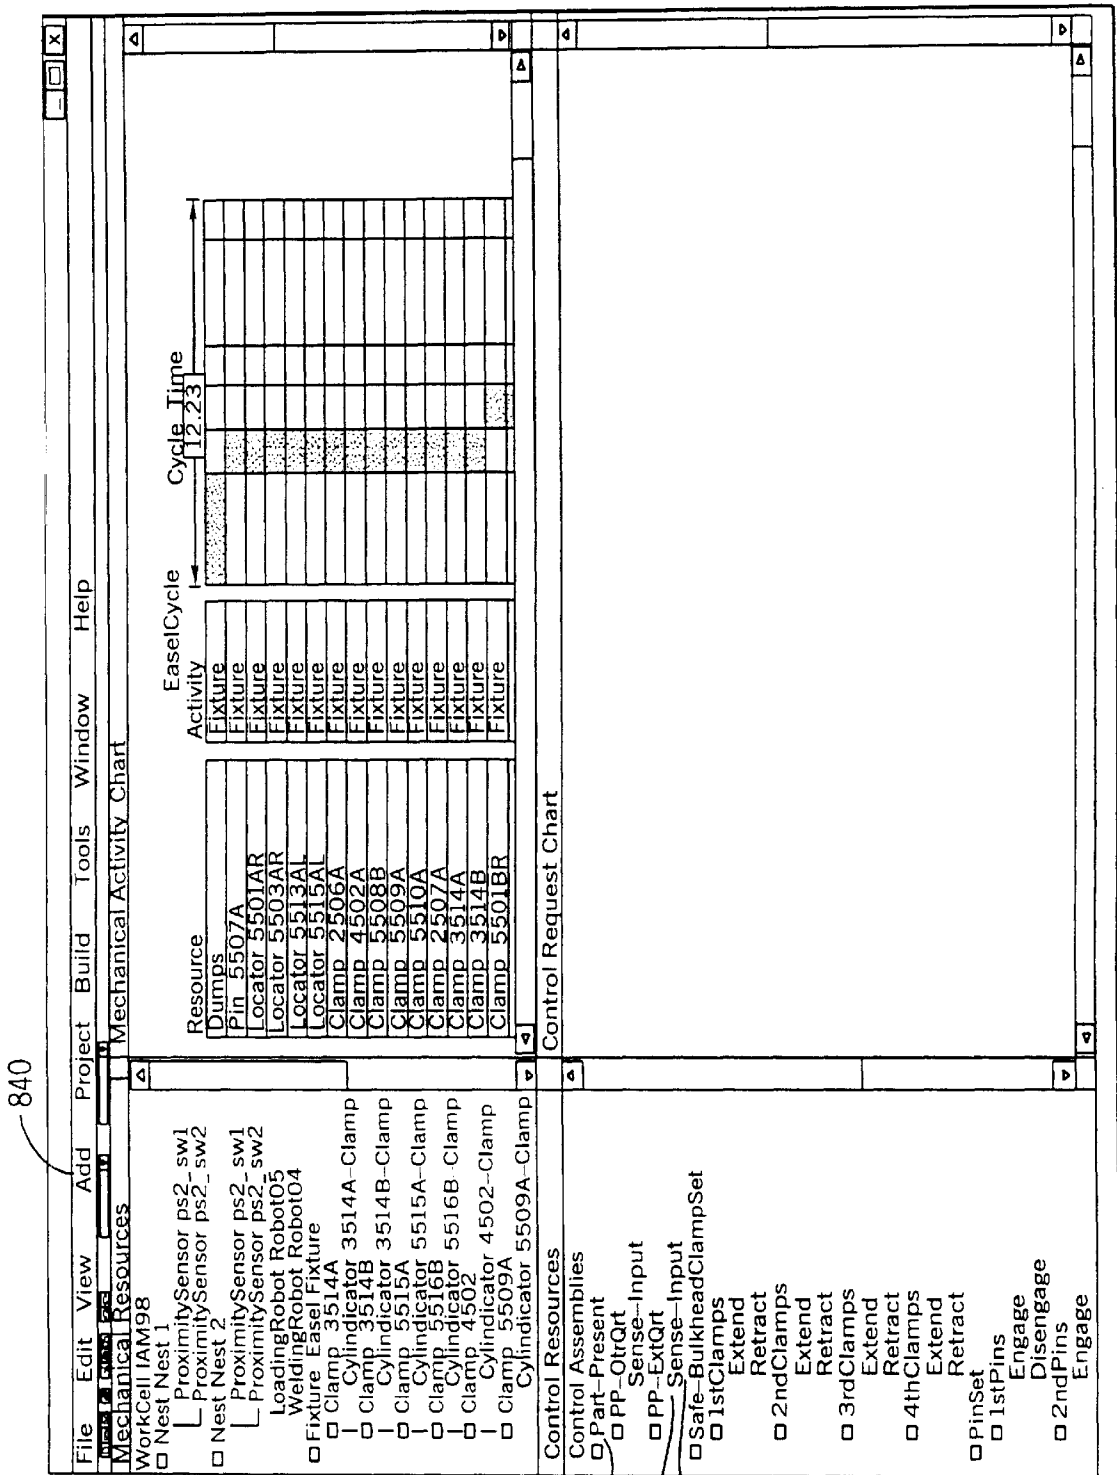 840
File Edit View Add Project Build Tools Window Help
Mechanical Resources
WorkCell IAM98
Nest Nest 1
ProximitySensor ps2_sw1
ProximitySensor ps2_sw2
Nest Nest 2
ProximitySensor ps2_sw1
ProximitySensor ps2_sw2
LoadingRobot Robot05
WeldingRobot Robot04
Fixture Easel Fixture
Clamp 3514A
Cylindicator 3514A-Clamp
Clamp 3514B
Cylindicator 3514B-Clamp
Clamp 5515A
Cylindicator 5515A-Clamp
Clamp 5516B
Cylindicator 5516B-Clamp
Clamp 4502
Cylindicator 4502-Clamp
Clamp 5509A
Cylindicator 5509A-Clamp
Mechanical Activity Chart
EaselCycle
Cycle Time
12.23
Resource Activity
Dumps Fixture
Pin 5507A Fixture
Locator 5501AR Fixture
Locator 5503AR Fixture
Locator 5513AL Fixture
Locator 5515AL Fixture
Clamp 2506A Fixture
Clamp 4502A Fixture
Clamp 5508B Fixture
Clamp 5509A Fixture
Clamp 5510A Fixture
Clamp 2507A Fixture
Clamp 3514A Fixture
Clamp 3514B Fixture
Clamp 5501BR Fixture
Control Resources
Control Assemblies
Part-Present
PP-OtrQrt
Sense-Input
PP-ExtQrt
Sense-Input
Safe-BulkheadClampSet
1stClamps
Extend
Retract
2ndClamps
Extend
Retract
3rdClamps
Extend
Retract
4thClamps
Extend
Retract
PinSet
1stPins
Engage
Disengage
2ndPins
Engage
Control Request Chart